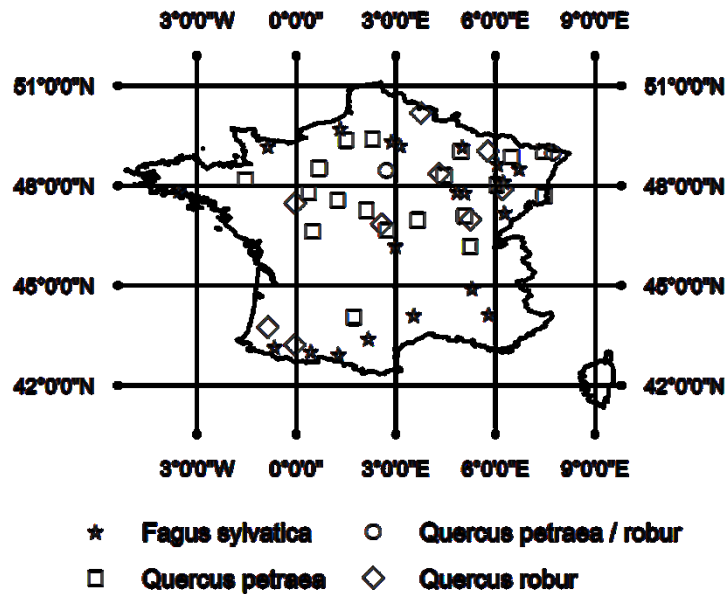 3°0'0"W 0°0'0" 3°0'0"E 6°0'0"E 9°0'0"E
51°0'0"N 51°0'0"N
48°0'0"N 48°0'0"N
45°0'0"N 45°0'0"N
42°0'0"N 42°0'0"N
3°0'0"W 0°0'0" 3°0'0"E 6°0'0"E 9°0'0"E
Fagus sylvatica Quercus petraea / robur
Quercus petraea Quercus robur